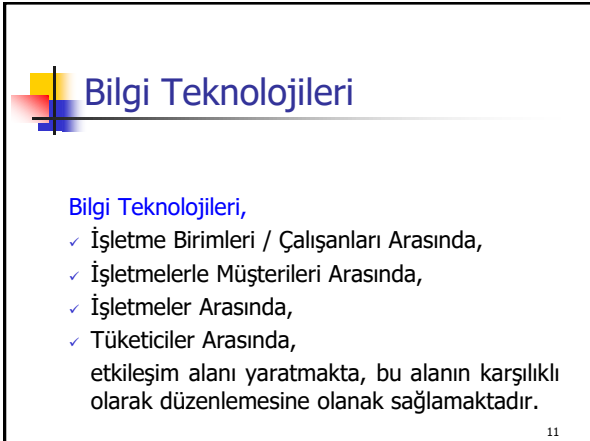 Bilgi Teknolojileri
Bilgi Teknolojileri,
✓ İşletme Birimleri / Çalışanları Arasında,
✓ İşletmelerle Müşterileri Arasında,
✓ İşletmeler Arasında,
✓ Tüketiciler Arasında,
etkileşim alanı yaratmakta, bu alanın karşılıklı
olarak düzenlemesine olanak sağlamaktadır.
11